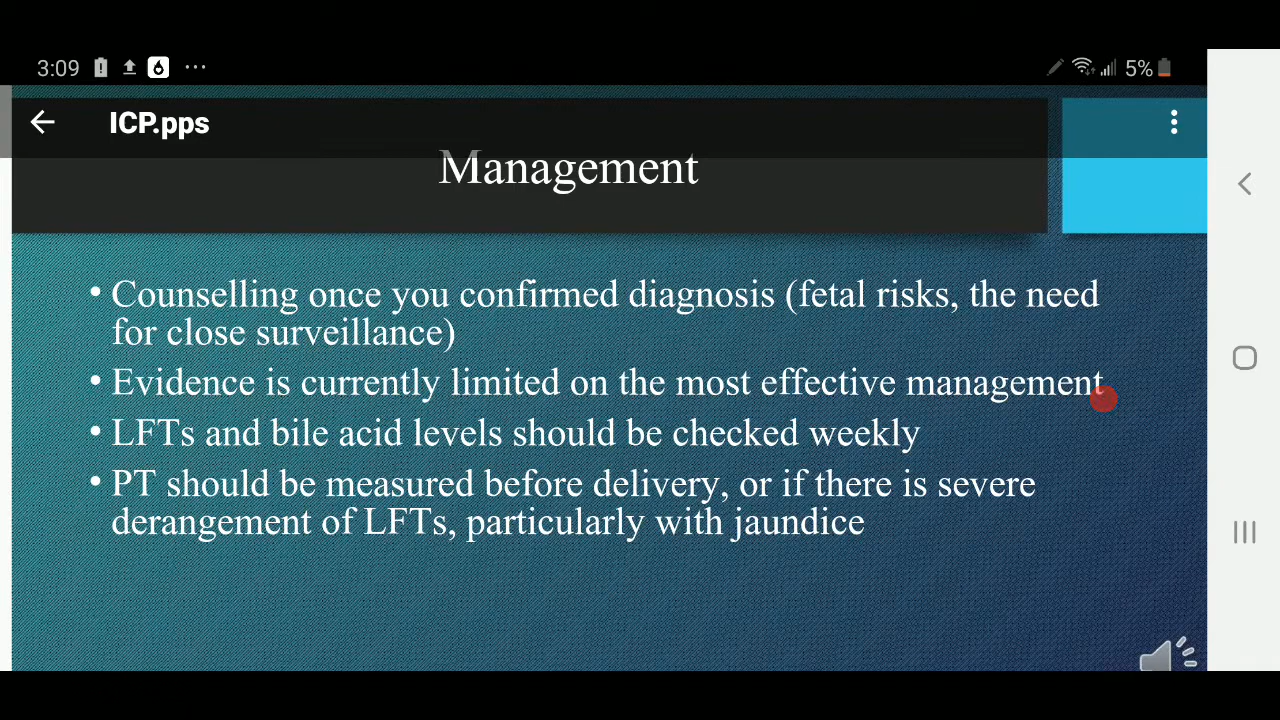 3:09
5%
ICP.pps
Management
• Counselling once you confirmed diagnosis (fetal risks, the need
for close surveillance)
• Evidence is currently limited on the most effective management
• LFTs and bile acid levels should be checked weekly
• PT should be measured before delivery, or if there is severe
derangement of LFTs, particularly with jaundice